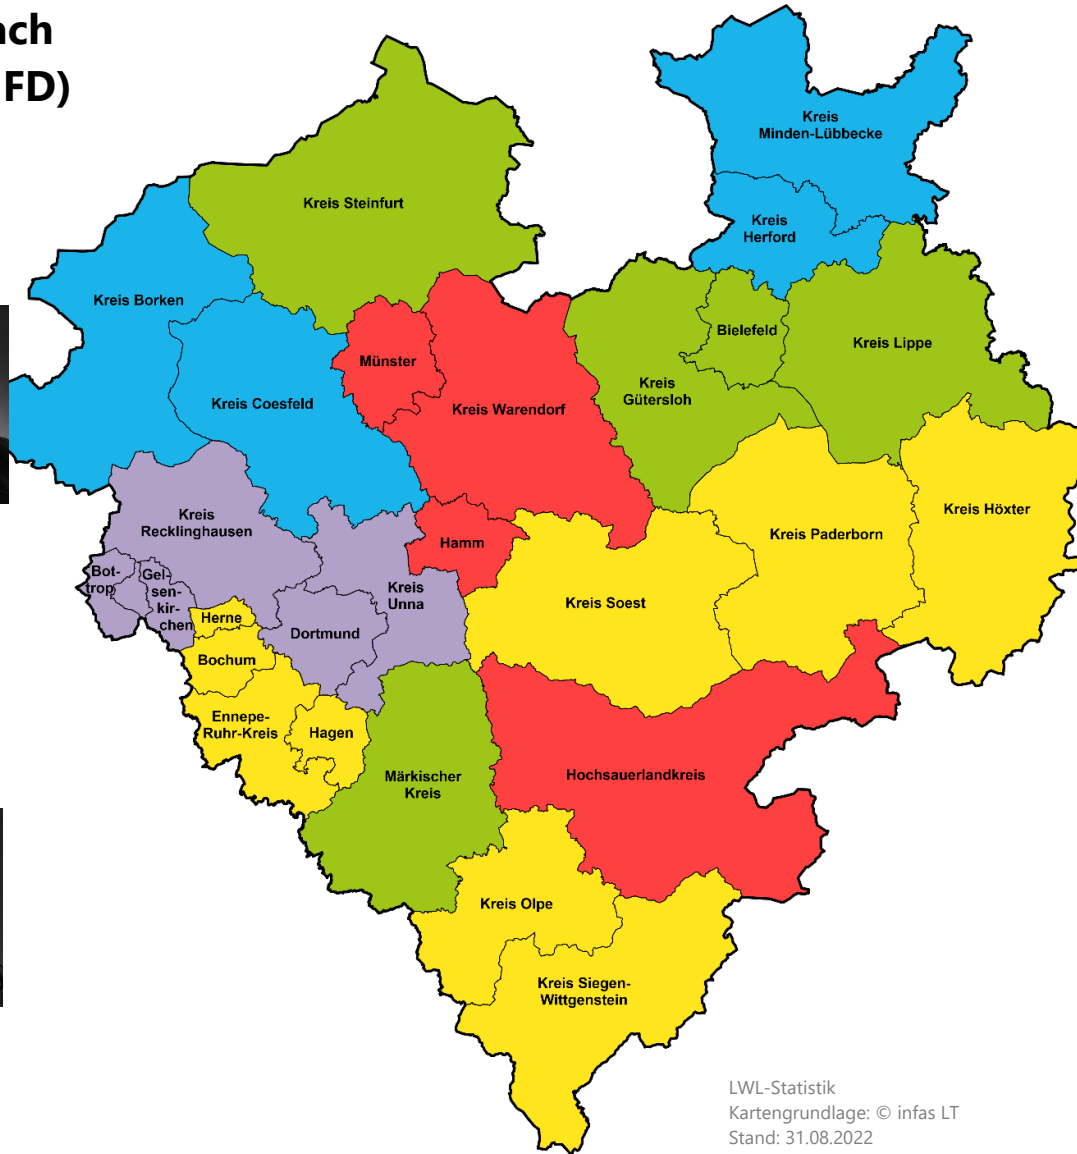 ach
FD)
Kreis
Minden-Lübbecke
Kreis Steinfurt
Kreis
Herford
Kreis Borken
Bielefeld
Kreis Lippe
Münster
Kreis
Gütersloh
Kreis Coesfeld
Kreis Warendorf
Kreis Höxter
Kreis
Recklinghausen
Kreis Paderborn
Hamm
Bot-
trop
Gel-
sen-
kir-
chen
Kreis
Unna
Kreis Soest
Herne
Dortmund
Bochum
Ennepe-
Ruhr-Kreis
Hagen
Märkischer
Kreis
Hochsauerlandkreis
Kreis Olpe
Kreis Siegen-
Wittgenstein
LWL-Statistik
Kartengrundlage: © infas LT
Stand: 31.08.2022